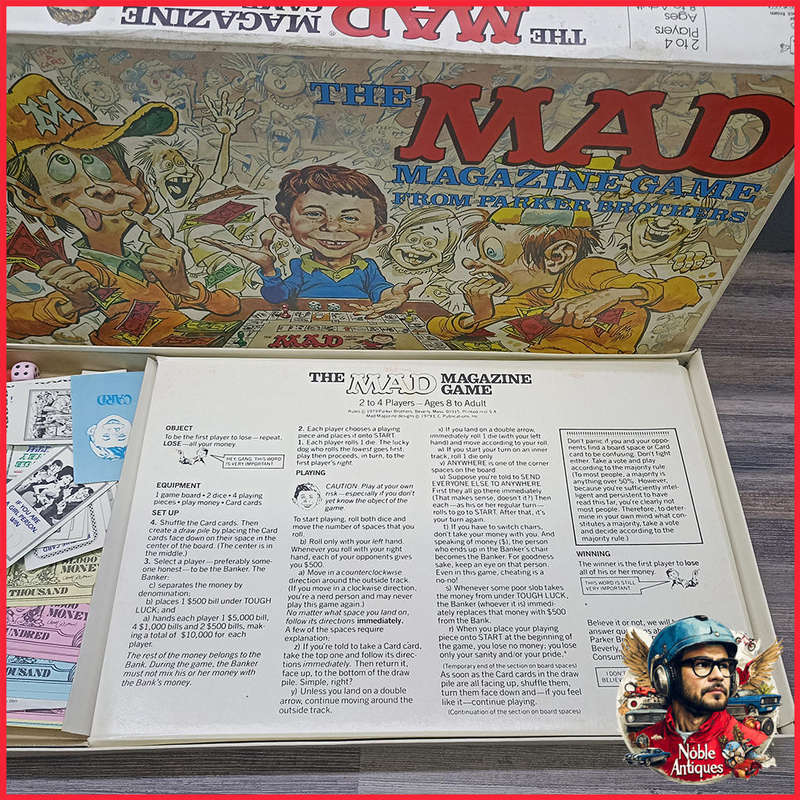 THE MAD MAGAZINE GAME
2 to 4
Players
Ages
8 to Adult
THE MAD
MAGAZINE GAME
FROM PARKER BROTHERS
M
MAD
CARD
THOUSAND
MONEY
HUNDRED
MONEY
THOUSAND
THE MAD MAGAZINE GAME
2 to 4 Players – Ages 8 to Adult
Rules © 1979 Parker Brothers, Beverly, Mass. 01915. Printed in U.S.A.
Mad Magazine designs © 1979 E.C. Publications, Inc.
OBJECT
To be the first player to lose – repeat,
LOSE – all your money.
HEY, GANG, THIS WORD
IS VERY IMPORTANT.
EQUIPMENT
1 game board • 2 dice • 4 playing
pieces • play money • Card cards
SET UP
4. Shuffle the Card cards. Then
create a draw pile by placing the Card
cards face down on their space in the
center of the board. (The center is in
the middle.)
3. Select a player – preferably some-
one honest – to be the Banker. The
Banker:
c) separates the money by
denomination;
b) places 1 $500 bill under TOUGH
LUCK; and
a) hands each player 1 $5,000 bill,
4 $1,000 bills and 2 $500 bills, mak-
ing a total of $10,000 for each
player.
The rest of the money belongs to the
Bank. During the game, the Banker
must not mix his or her money with
the Bank's money.
2. Each player chooses a playing
piece and places it onto START.
1. Each player rolls 1 die. The lucky
dog who rolls the lowest goes first;
play then proceeds, in turn, to the
first player's right.
PLAYING
CAUTION: Play at your own
risk – especially if you don't
yet know the object of the
game.
To start playing, roll both dice and
move the number of spaces that you
roll.
b) Roll only with your left hand.
Whenever you roll with your right
hand, each of your opponents gives
you $500.
a) Move in a counterclockwise
direction around the outside track.
(If you move in a clockwise direction,
you're a nerd person and may never
play this game again.)
No matter what space you land on,
follow its directions immediately.
A few of the spaces require
explanation:
z) If you're told to take a Card card,
take the top one and follow its direc-
tions immediately. Then return it,
face up, to the bottom of the draw
pile. Simple, right?
y) Unless you land on a double
arrow, continue moving around the
outside track.
x) If you land on a double arrow,
immediately roll 1 die (with your left
hand) and move according to your roll.
w) If you start your turn on an inner
track, roll 1 die only.
v) ANYWHERE is one of the corner
spaces on the board.
u) Suppose you're told to SEND
EVERYONE ELSE TO ANYWHERE.
First they all go there immediately
(That makes sense, doesn't it?) Then
each – as his or her regular turn –
rolls to go to START. After that, it's
your turn again.
t) If you have to switch chairs,
don't take your money with you. And
speaking of money ($), the person
who ends up in the Banker's chair
becomes the Banker. For goodness
sake, keep an eye on that person.
Even in this game, cheating is a
no-no!
s) Whenever some poor slob takes
the money from under TOUGH LUCK,
the Banker (whoever it is) immedi-
ately replaces that money with $500
from the Bank.
r) When you place your playing
piece onto START at the beginning of
the game, you lose no money; you lose
only your sanity and/or your pride.*
(Temporary end of the section on board spaces)
As soon as the Card cards in the draw
pile are all facing up, shuffle them,
turn them face down and – if you feel
like it – continue playing.
(Continuation of the section on board spaces)
Don't panic if you and your oppo-
nents find a board space or Card
card to be confusing. Don't fight
either. Take a vote and play
according to the majority rule
(To most people, a majority is
anything over 50%. However,
because you're sufficiently intel-
ligent and persistent to have
read this far, you're clearly not
most people. Therefore, to deter-
mine in your own mind what con-
stitutes a majority, take a vote
and decide according to the
majority rule.)
WINNING
The winner is the first player to lose
all of his or her money.
THIS WORD IS STILL
VERY IMPORTANT
Believe it or not, we will
answer
Parker
Beverly,
Consum
I DON'T
BELIEV
Noble
Antiques